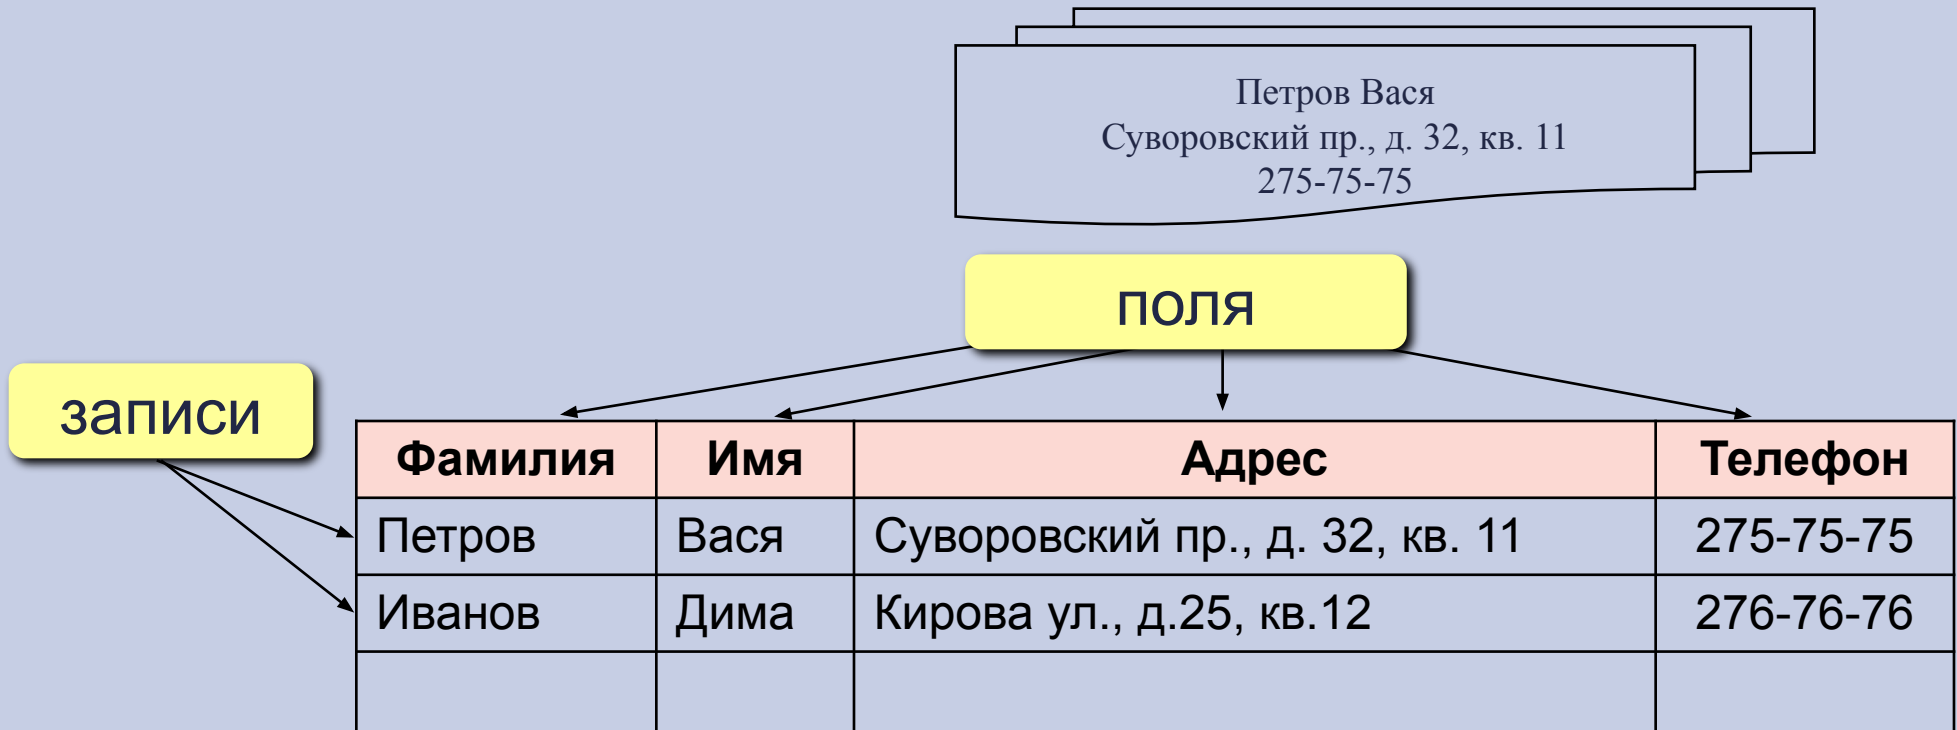 Петров Вася
Суворовский пр., д. 32, кв. 11
275-75-75
поля
записи
Фамилия Имя Адрес Телефон
Петров Вася Суворовский пр., д. 32, кв. 11 275-75-75
Иванов Дима Кирова ул., д.25, кв.12 276-76-76